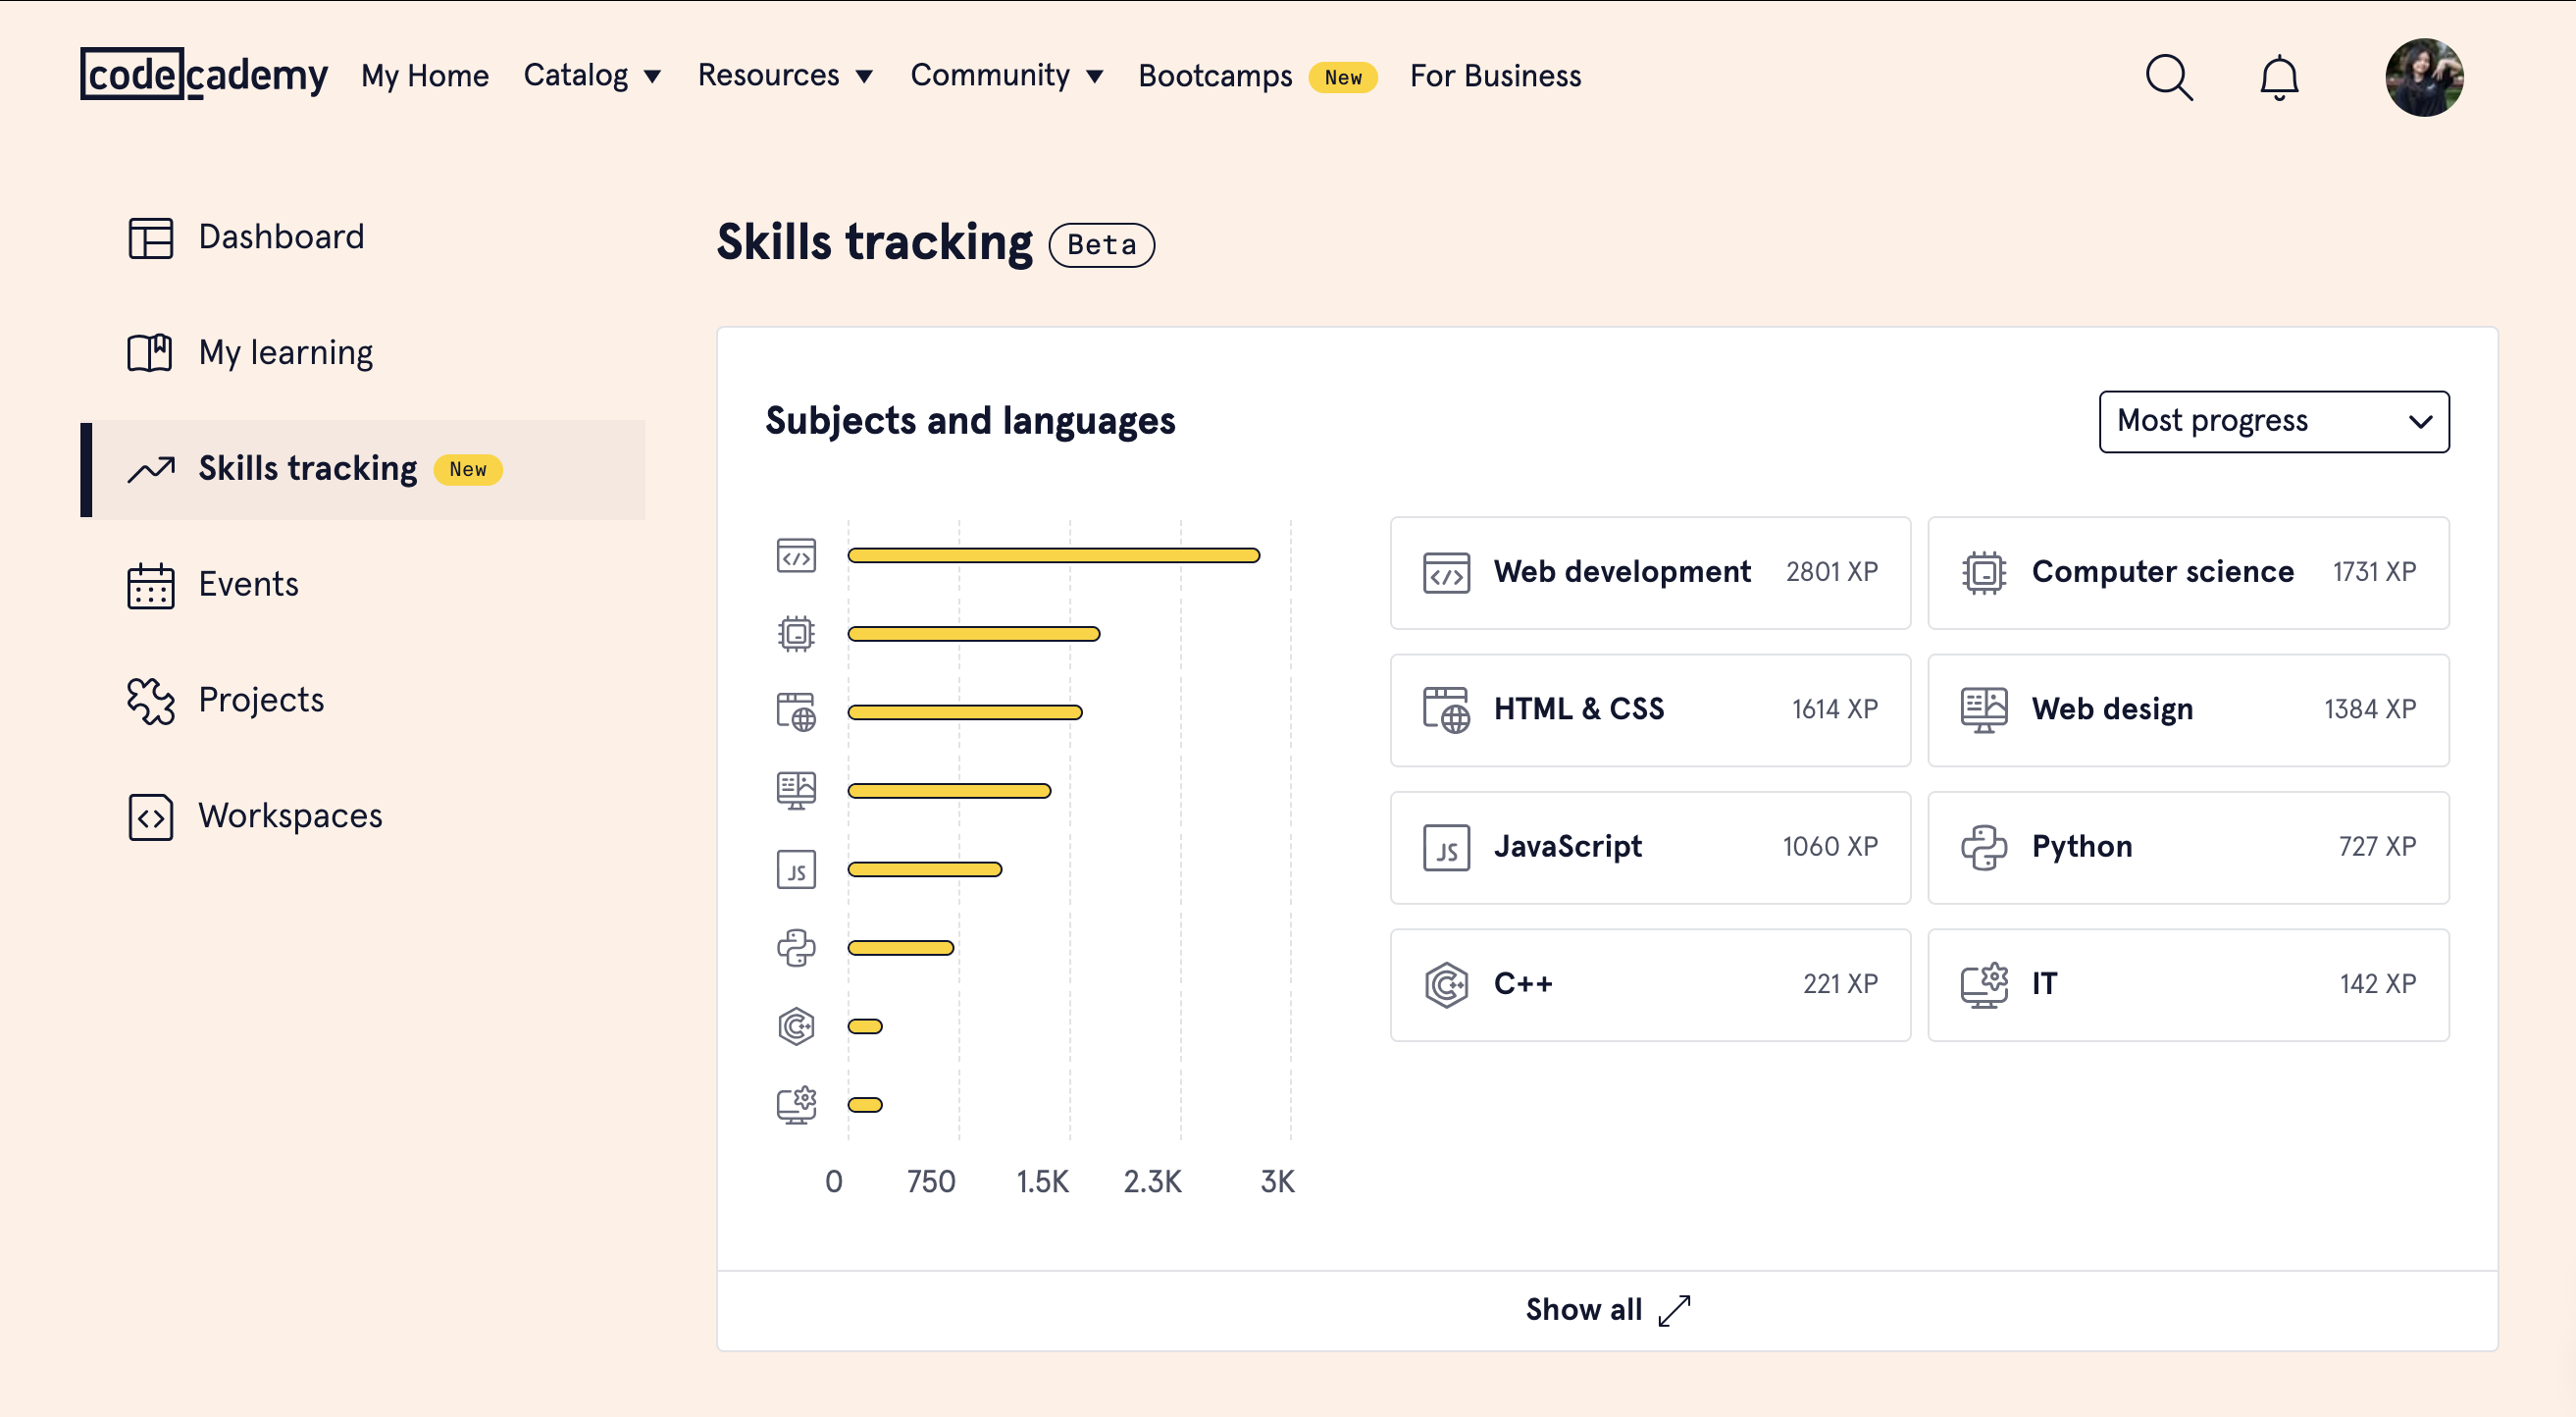 codecademy My Home Catalog Resources Community Bootcamps New For Business
Dashboard
My learning
Skills tracking New
Events
Projects
Workspaces
Skills tracking Beta
Subjects and languages
Most progress
0 750 1.5K 2.3K 3K
Web development 2801 XP
Computer science 1731 XP
HTML & CSS 1614 XP
Web design 1384 XP
JS JavaScript 1060 XP
Python 727 XP
C++ 221 XP
IT 142 XP
Show all